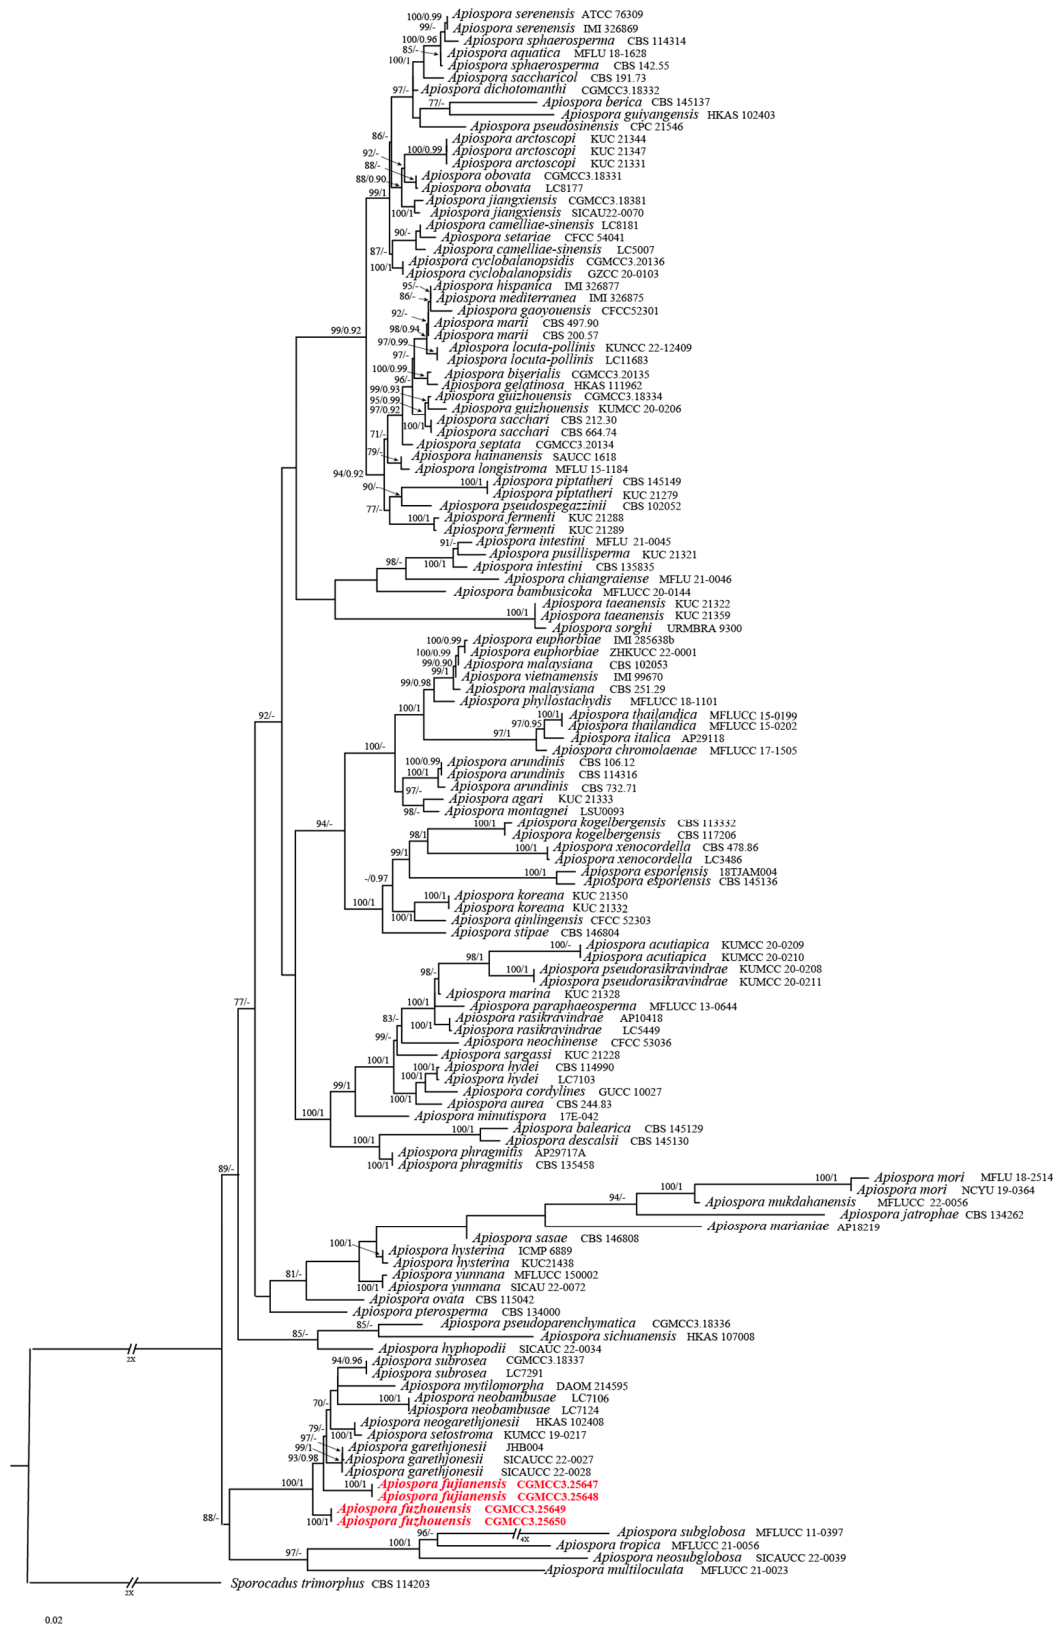 Apiospora serenensis ATCC 76309
100/0.99
99/-
Apiospora serenensis IMI 326869
100/0.96
Apiospora sphaerosperma CBS 114314
85/-
Apiospora aquatica MFLU 18-1628
100/1
Apiospora sphaerosperma CBS 142.55
Apiospora saccharicol CBS 191.73
97/-
Apiospora dichotomanthi CGMCC3.18332
77/-
Apiospora berica CBS 145137
Apiospora guiyangensis HKAS 102403
Apiospora pseudosinensis CPC 21546
86/-
Apiospora arctoscopi KUC 21344
100/0.99
Apiospora arctoscopi KUC 21347
92/-
Apiospora arctoscopi KUC 21331
88/-
Apiospora obovata CGMCC3.18331
88/0.90
Apiospora obovata LC8177
99/1
Apiospora jiangxiensis CGMCC3.18381
100/1
Apiospora jiangxiensis SICAU22-0070
Apiospora camelliae-sinensis LC8181
90/-
Apiospora setariae CFCC 54041
87/-
Apiospora camelliae-sinensis LC5007
Apiospora cyclobalanopsidis CGMCC3.20136
100/1
Apiospora cyclobalanopsidis GZCC 20-0103
95/-
Apiospora hispanica IMI 326877
86/-
Apiospora mediterranea IMI 326875
Apiospora gaoyouensis CFCC52301
92/-
Apiospora marii CBS 497.90
99/0.92
98/0.94
Apiospora marii CBS 200.57
97/0.99
Apiospora locuta-pollinis KUNCC 22-12409
97/-
Apiospora locuta-pollinis LC11683
100/0.99
Apiospora biserialis CGMCC3.20135
96/-
Apiospora gelatinosa HKAS 111962
99/0.93
Apiospora guizhouensis CGMCC3.18334
95/0.99
97/0.92
Apiospora guizhouensis KUMCC 20-0206
Apiospora sacchari CBS 212.30
100/1
Apiospora sacchari CBS 664.74
71/-
Apiospora septata CGMCC3.20134
79/-
Apiospora hainanensis SAUCC 1618
94/0.92
Apiospora longistroma MFLU 15-1184
100/1
Apiospora piptatheri CBS 145149
90/-
Apiospora piptatheri KUC 21279
77/-
Apiospora pseudospegazzinii CBS 102052
100/1
Apiospora fermenti KUC 21288
Apiospora fermenti KUC 21289
91/-
Apiospora intestini MFLU 21-0045
Apiospora pusillisperma KUC 21321
98/-
100/1
Apiospora intestini CBS 135835
Apiospora chiangraiense MFLU 21-0046
Apiospora bambusicoka MFLUCC 20-0144
Apiospora taeanensis KUC 21322
100/1
Apiospora taeanensis KUC 21359
Apiospora sorghi URMBRA 9300
100/0.99
Apiospora euphorbiae IMI 285638b
100/0.99
Apiospora euphorbiae ZHKUCC 22-0001
99/0.90
Apiospora malaysiana CBS 102053
99/1
Apiospora vietnamensis IMI 99670
99/0.98
Apiospora malaysiana CBS 251.29
Apiospora phyllostachydis MFLUCC 18-1101
100/1
100/1
Apiospora thailandica MFLUCC 15-0199
97/0.95
Apiospora thailandica MFLUCC 15-0202
97/1
Apiospora italica AP29118
100/-
Apiospora chromolaenae MFLUCC 17-1505
100/0.99
Apiospora arundinis CBS 106.12
100/1
Apiospora arundinis CBS 114316
97/-
Apiospora arundinis CBS 732.71
Apiospora agari KUC 21333
98/-
Apiospora montagnei LSU0093
94/-
100/1
Apiospora kogelbergensis CBS 113332
98/1
Apiospora kogelbergensis CBS 117206
100/1
Apiospora xenocordella CBS 478.86
99/1
Apiospora xenocordella LC3486
100/1
Apiospora esporlensis 18TJAM004
-/0.97
Apiospora esporlensis CBS 145136
100/1
Apiospora koreana KUC 21350
100/1
Apiospora koreana KUC 21332
100/1
Apiospora qinlingensis CFCC 52303
Apiospora stipae CBS 146804
100/-
Apiospora acutiapica KUMCC 20-0209
98/1
Apiospora acutiapica KUMCC 20-0210
98/-
100/1
Apiospora pseudorasikravindrae KUMCC 20-0208
Apiospora pseudorasikravindrae KUMCC 20-0211
Apiospora marina KUC 21328
100/1
Apiospora paraphaeosperma MFLUCC 13-0644
83/-
100/1
Apiospora rasikravindrae AP10418
Apiospora rasikravindrae LC5449
99/-
Apiospora neochinense CFCC 53036
Apiospora sargassi KUC 21228
100/1
100/1
Apiospora hydei CBS 114990
100/1
Apiospora hydei LC7103
99/1
100/1
Apiospora cordylines GUCC 10027
Apiospora aurea CBS 244.83
100/1
Apiospora minutispora 17E-042
Apiospora balearica CBS 145129
100/1
Apiospora descalsii CBS 145130
Apiospora phragmitis AP29717A
100/1
Apiospora phragmitis CBS 135458
92/-
77/-
89/-
100/1
Apiospora mori MFLU 18-2514
100/1
Apiospora mori NCYU 19-0364
94/-
Apiospora mukdahanensis MFLUCC 22-0056
Apiospora jatrophae CBS 134262
Apiospora marianiae AP18219
Apiospora sasae CBS 146808
100/1
Apiospora hysterina ICMP 6889
Apiospora hysterina KUC21438
81/-
Apiospora yunnana MFLUCC 150002
100/1
Apiospora yunnana SICAU 22-0072
Apiospora ovata CBS 115042
Apiospora pterosperma CBS 134000
85/-
Apiospora pseudoparenchymatica CGMCC3.18336
85/-
Apiospora sichuanensis HKAS 107008
2X
Apiospora hyphopodii SICAUC 22-0034
94/0.96
Apiospora subrosea CGMCC3.18337
Apiospora subrosea LC7291
Apiospora mytilomorpha DAOM 214595
70/-
100/1
Apiospora neobambusae LC7106
Apiospora neobambusae LC7124
79/-
Apiospora neogarethjonesii HKAS 102408
97/-
100/1
Apiospora setostroma KUMCC 19-0217
99/1
Apiospora garethjonesii JHB004
93/0.98
Apiospora garethjonesii SICAUCC 22-0027
Apiospora garethjonesii SICAUCC 22-0028
100/1
100/1
Apiospora fujianensis CGMCC3.25647
Apiospora fujianensis CGMCC3.25648
Apiospora fuzhouensis CGMCC3.25649
88/-
100/1
Apiospora fuzhouensis CGMCC3.25650
96/-
4X
Apiospora subglobosa MFLUCC 11-0397
100/1
Apiospora tropica MFLUCC 21-0056
97/-
Apiospora neosubglobosa SICAUCC 22-0039
Apiospora multiloculata MFLUCC 21-0023
2X
Sporocadus trimorphus CBS 114203
0.02